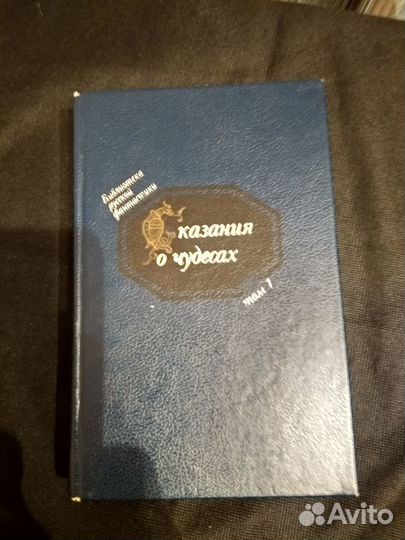 Библиотека
русской
фантастики
Сказания
о чудесах
том 1
Avito